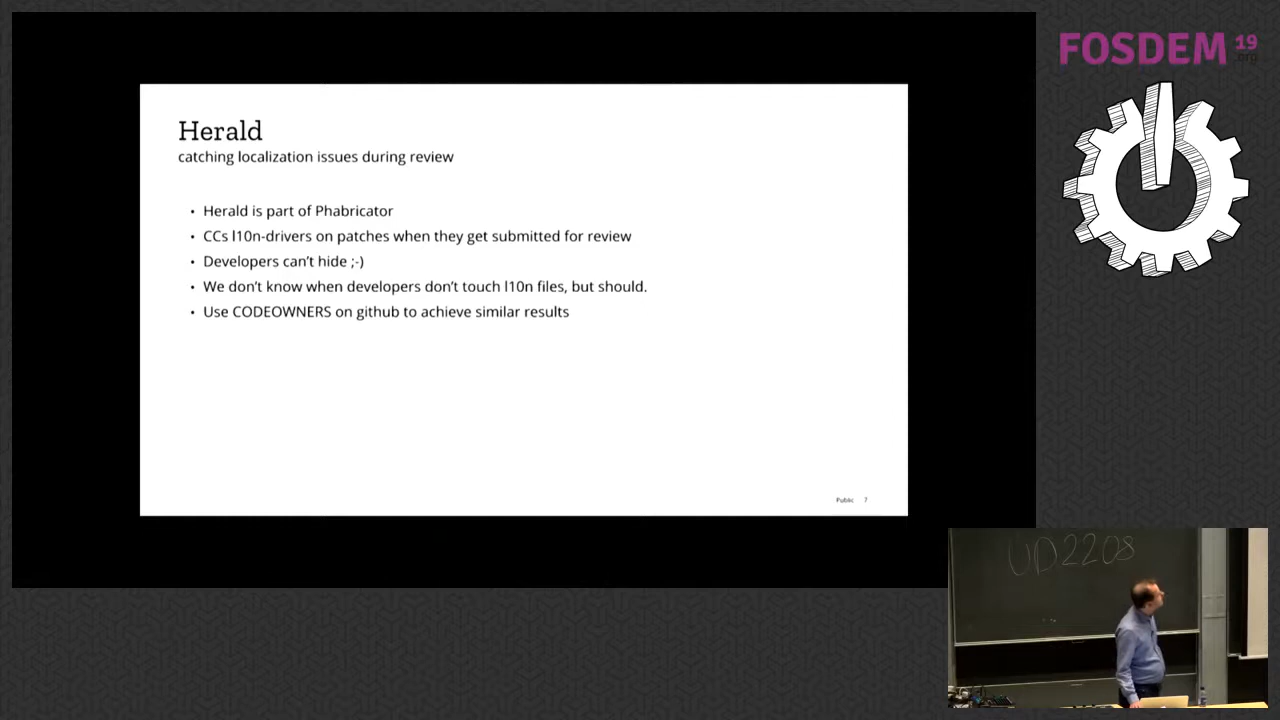 FOSDEM 19
.org
Herald
catching localization issues during review
• Herald is part of Phabricator
• CCs l10n-drivers on patches when they get submitted for review
• Developers can't hide ;-)
• We don't know when developers don't touch l10n files, but should.
• Use CODEOWNERS on github to achieve similar results
Public 7
UD2208